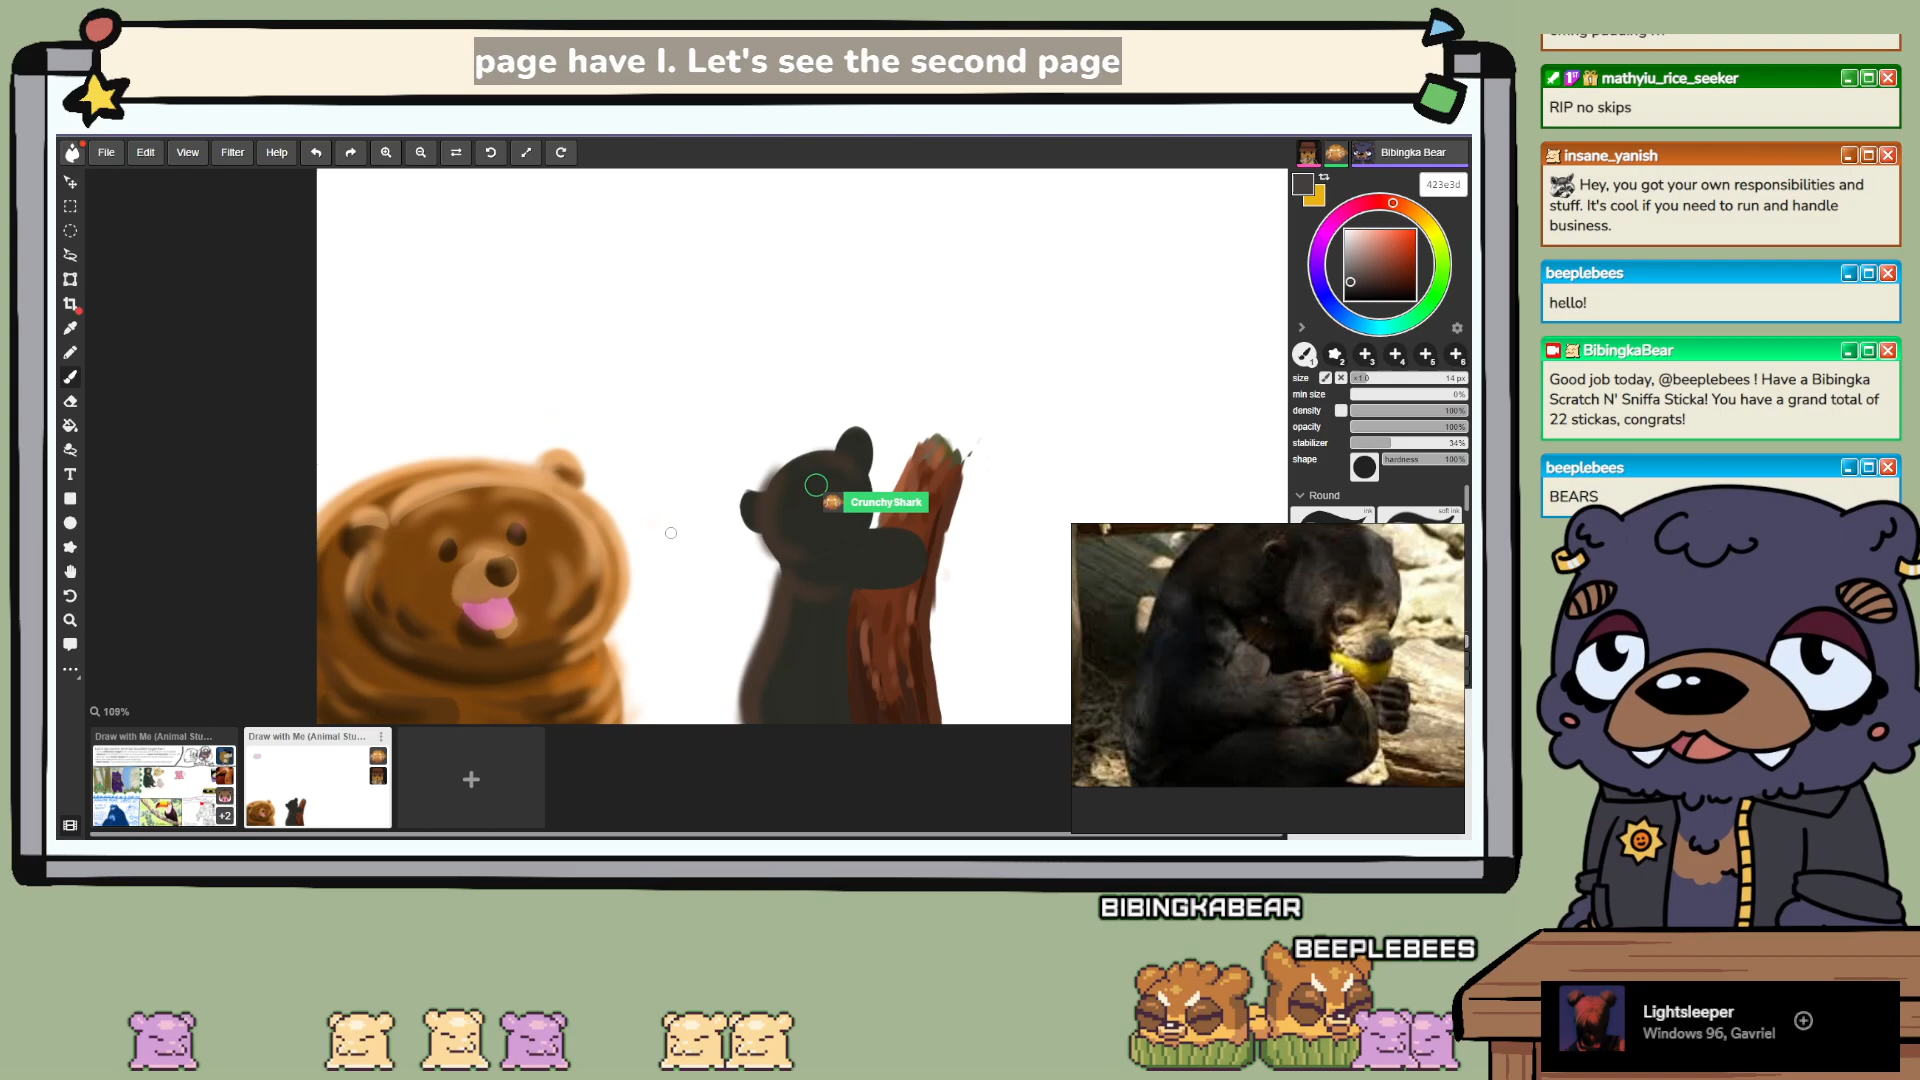 page have l. Let's see the second page
File Edit View Filter Help
Bibingka Bear
423e3d
size ×1.0 14 px
min size 0%
density 100%
opacity 100%
stabilizer 34%
shape hardness 100%
Round
ink soft ink
CrunchyShark
109%
Draw with Me (Animal Stu...
Draw with Me (Animal Stu...
+2
mathyiu_rice_seeker
RIP no skips
insane_yanish
Hey, you got your own responsibilities and
stuff. It's cool if you need to run and handle
business.
beeplebees
hello!
BibingkaBear
Good job today, @beeplebees ! Have a Bibingka
Scratch N' Sniffa Sticka! You have a grand total of
22 stickas, congrats!
beeplebees
BEARS
BIBINGKABEAR
BEEPLEBEES
Lightsleeper
Windows 96, Gavriel